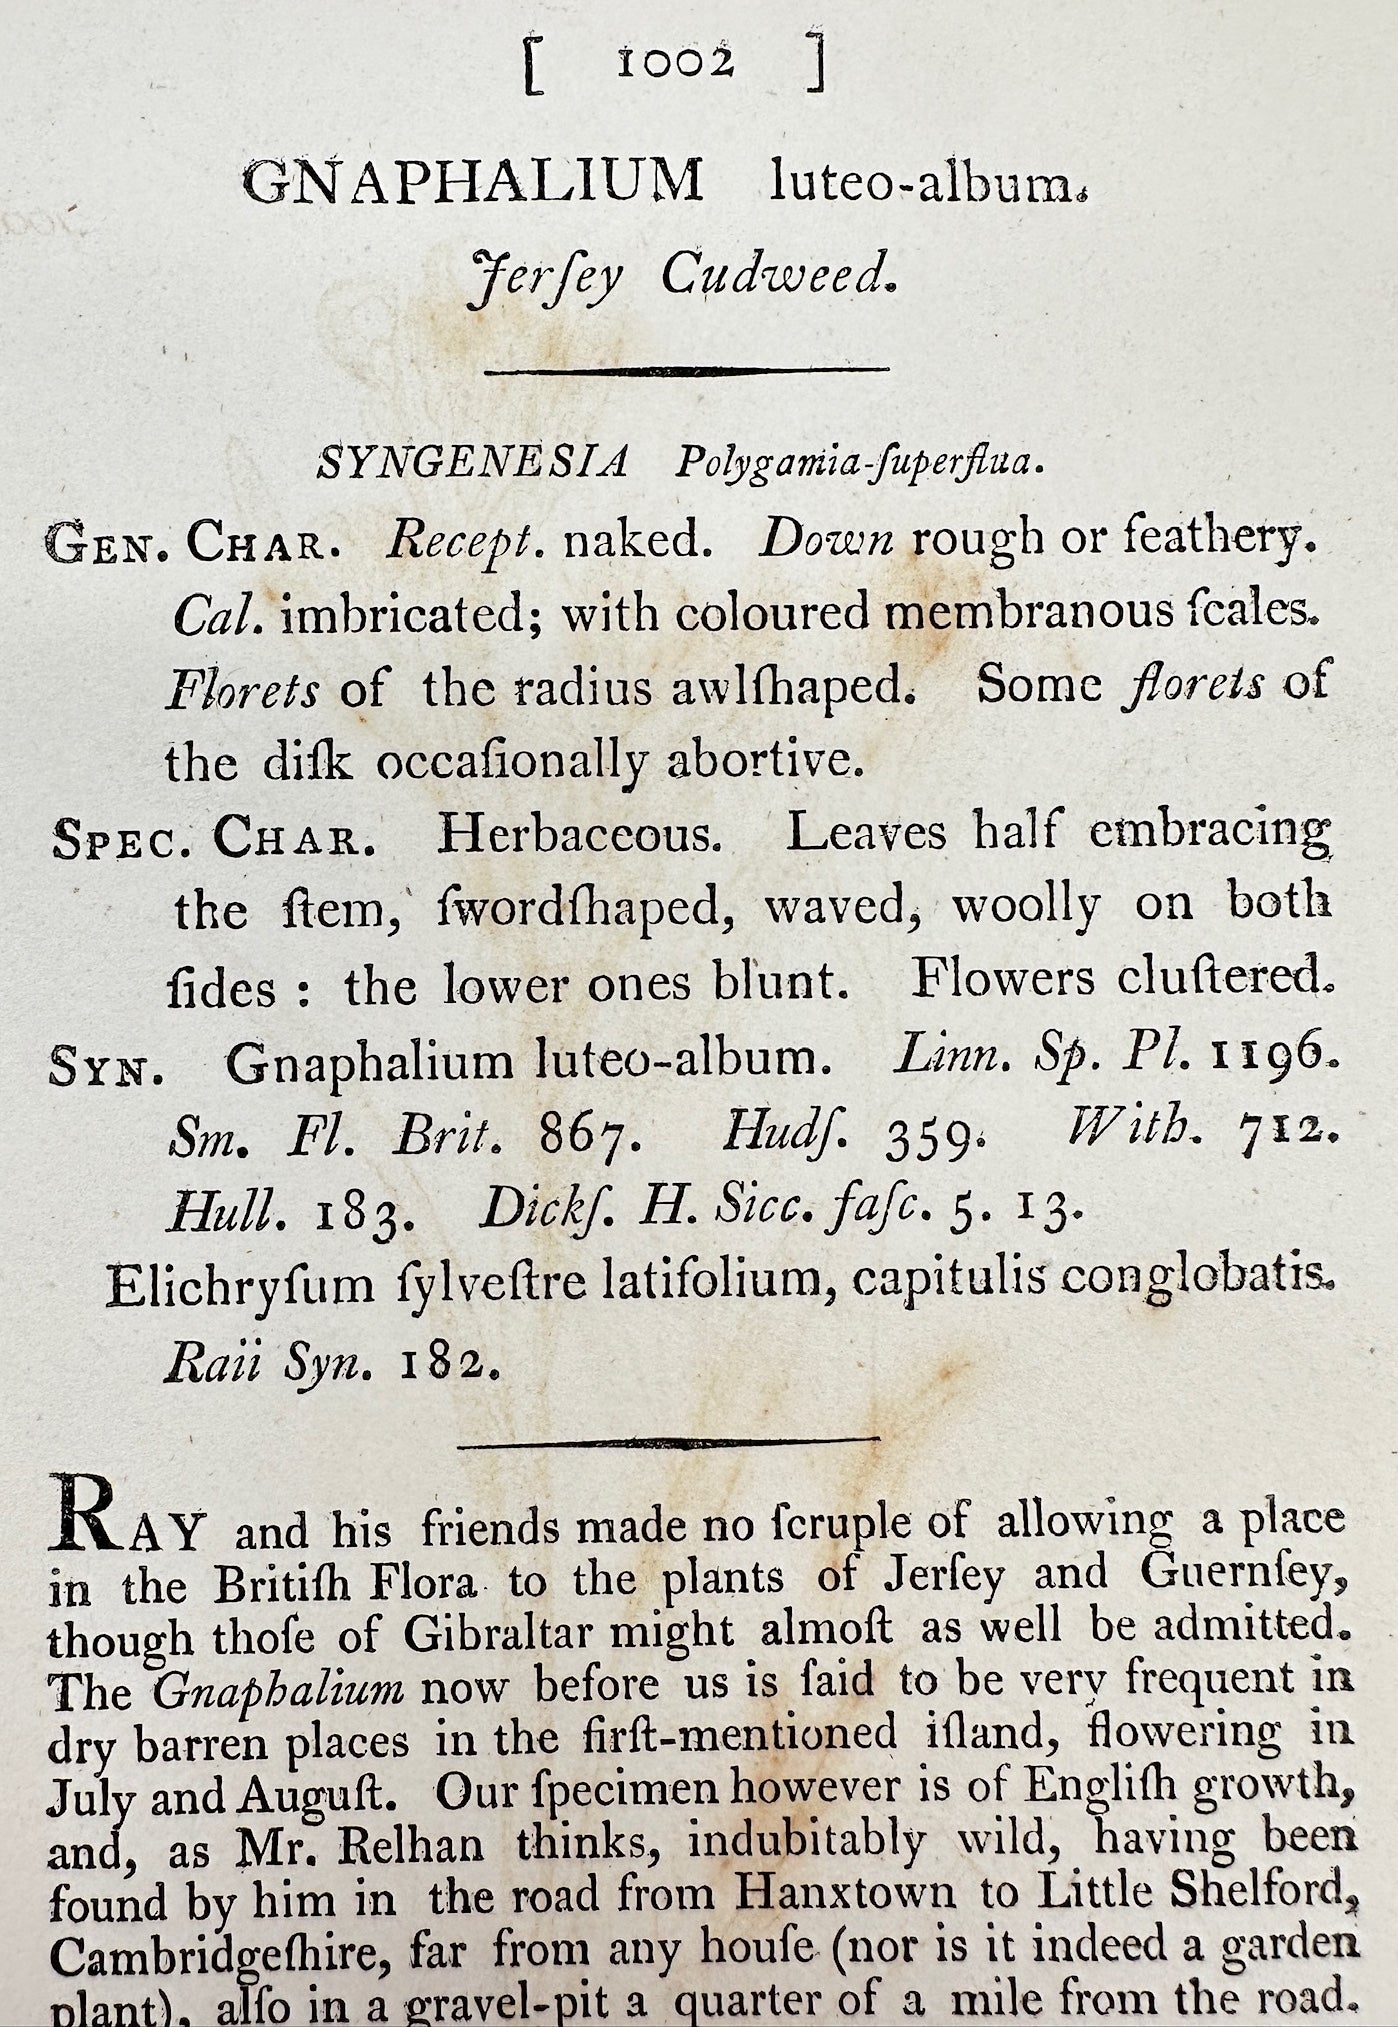 [ 1002 ]
GNAPHALIUM luteo-album.
Jerſey Cudweed.
SYNGENESIA Polygamia-ſuperflua.
GEN. CHAR. Recept. naked. Down rough or feathery.
Cal. imbricated; with coloured membranous ſcales.
Florets of the radius awlſhaped. Some florets of
the diſk occaſionally abortive.
SPEC. CHAR. Herbaceous. Leaves half embracing
the ſtem, ſwordſhaped, waved, woolly on both
ſides : the lower ones blunt. Flowers cluſtered.
SYN. Gnaphalium luteo-album. Linn. Sp. Pl. 1196.
Sm. Fl. Brit. 867. Hudſ. 359. With. 712.
Hull. 183. Dickſ. H. Sicc. faſc. 5. 13.
Elichryſum ſylveſtre latifolium, capitulis conglobatis.
Raii Syn. 182.
RAY and his friends made no ſcruple of allowing a place
in the Britiſh Flora to the plants of Jerſey and Guernſey,
though thoſe of Gibraltar might almoſt as well be admitted.
The Gnaphalium now before us is ſaid to be very frequent in
dry barren places in the firſt-mentioned iſland, flowering in
July and Auguſt. Our ſpecimen however is of Engliſh growth,
and, as Mr. Relhan thinks, indubitably wild, having been
found by him in the road from Hanxtown to Little Shelford,
Cambridgeſhire, far from any houſe (nor is it indeed a garden
plant), alſo in a gravel-pit a quarter of a mile from the road.